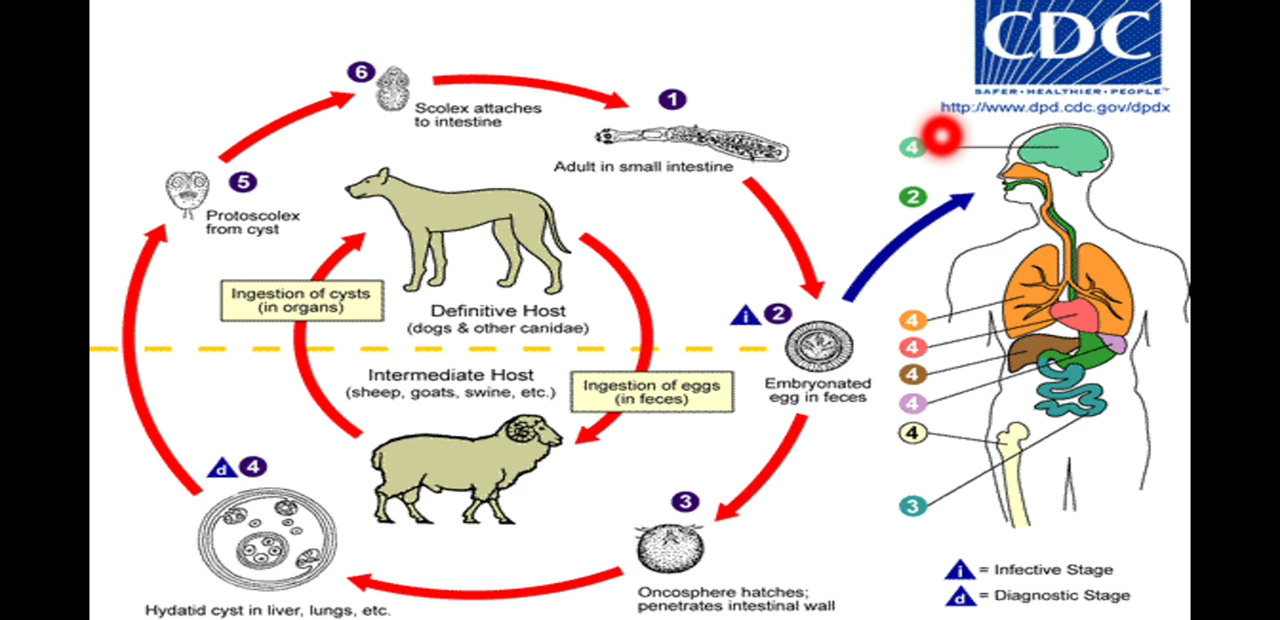 CDC
SAFER•HEALTHIER•PEOPLE™
http://www.dpd.cdc.gov/dpdx
6
Scolex attaches
to intestine
1
Adult in small intestine
5
Protoscolex
from cyst
Ingestion of cysts
(in organs)
Definitive Host
(dogs & other canidae)
Intermediate Host
(sheep, goats, swine, etc.)
Ingestion of eggs
(in feces)
i 2
Embryonated
egg in feces
d 4
Hydatid cyst in liver, lungs, etc.
3
Oncosphere hatches;
penetrates intestinal wall
4
2
4
4
4
4
4
3
i = Infective Stage
d = Diagnostic Stage